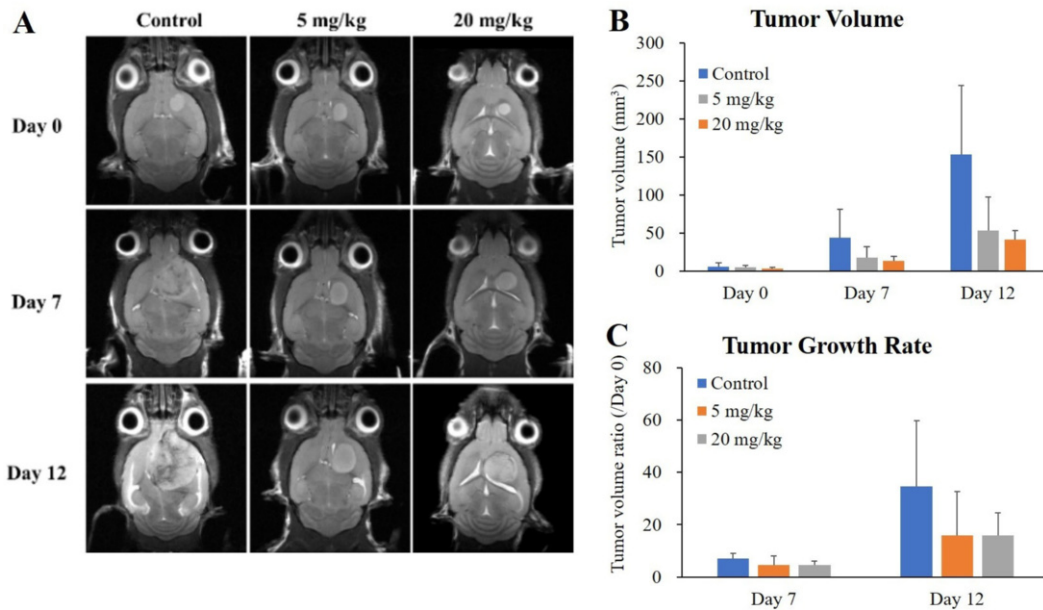 A
Control
5 mg/kg
20 mg/kg
Day 0
Day 7
Day 12
B
Tumor Volume
Tumor volume (mm³)
300
250
200
150
100
50
0
Control
5 mg/kg
20 mg/kg
Day 0
Day 7
Day 12
C
Tumor Growth Rate
Tumor volume ratio (/Day 0)
80
60
40
20
0
Control
5 mg/kg
20 mg/kg
Day 7
Day 12